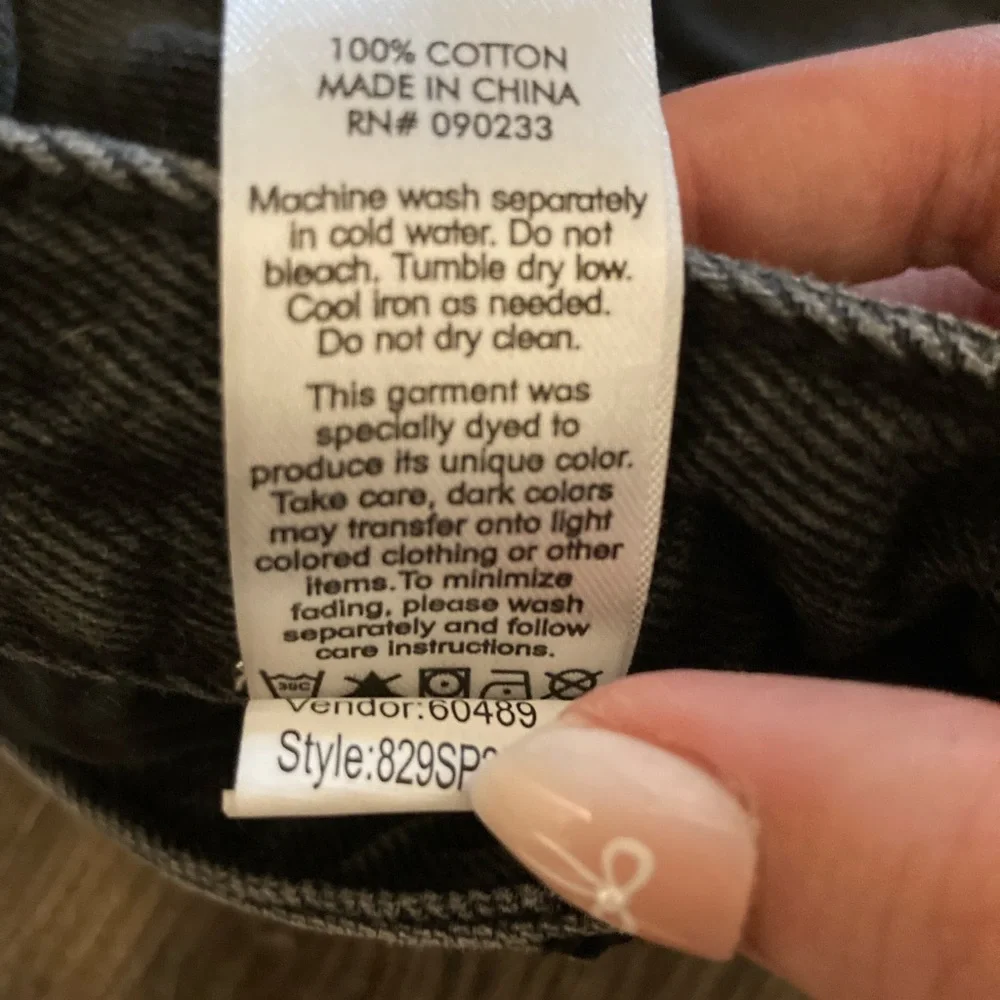 100% COTTON
MADE IN CHINA
RN# 090233
Machine wash separately
in cold water. Do not
bleach. Tumble dry low.
Cool iron as needed.
Do not dry clean.
This garment was
specially dyed to
produce its unique color.
Take care, dark colors
may transfer onto light
colored clothing or other
items. To minimize
fading, please wash
separately and follow
care instructions.
30C
Vendor:60489
Style:829SP